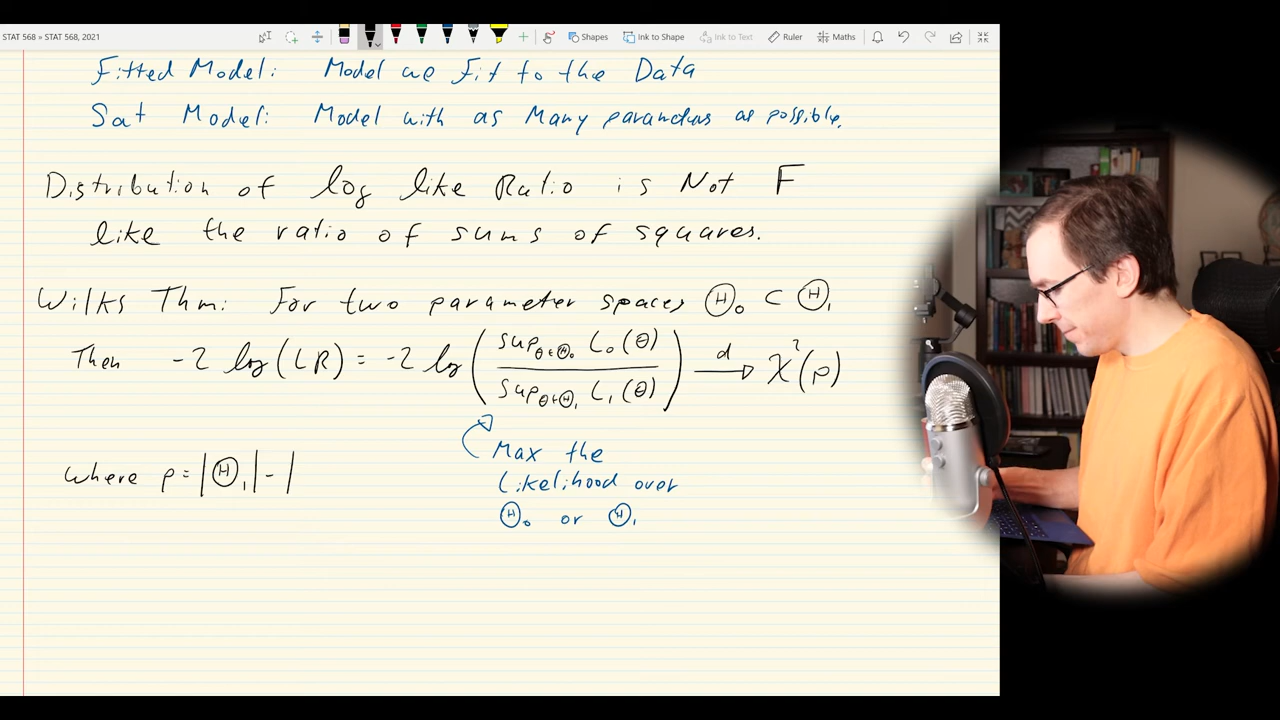 STAT 568 » STAT 568, 2021
Shapes Ink to Shape Ink to Text Ruler Maths
Fitted Model: Model we Fit to the Data
Sat Model: Model with as Many parameters as possible.
Distribution of log like Ratio is Not F
like the ratio of sums of squares.
Wilks Thm: For two parameter spaces Θ₀ ⊂ Θ₁
Then -2 log(LR) = -2 log( sup_{θ∈Θ₀} L₀(θ) / sup_{θ∈Θ₁} L₁(θ) ) →ᵈ χ²(p)
where p = |Θ₁| - |
Max the
Likelihood over
Θ₀ or Θ₁